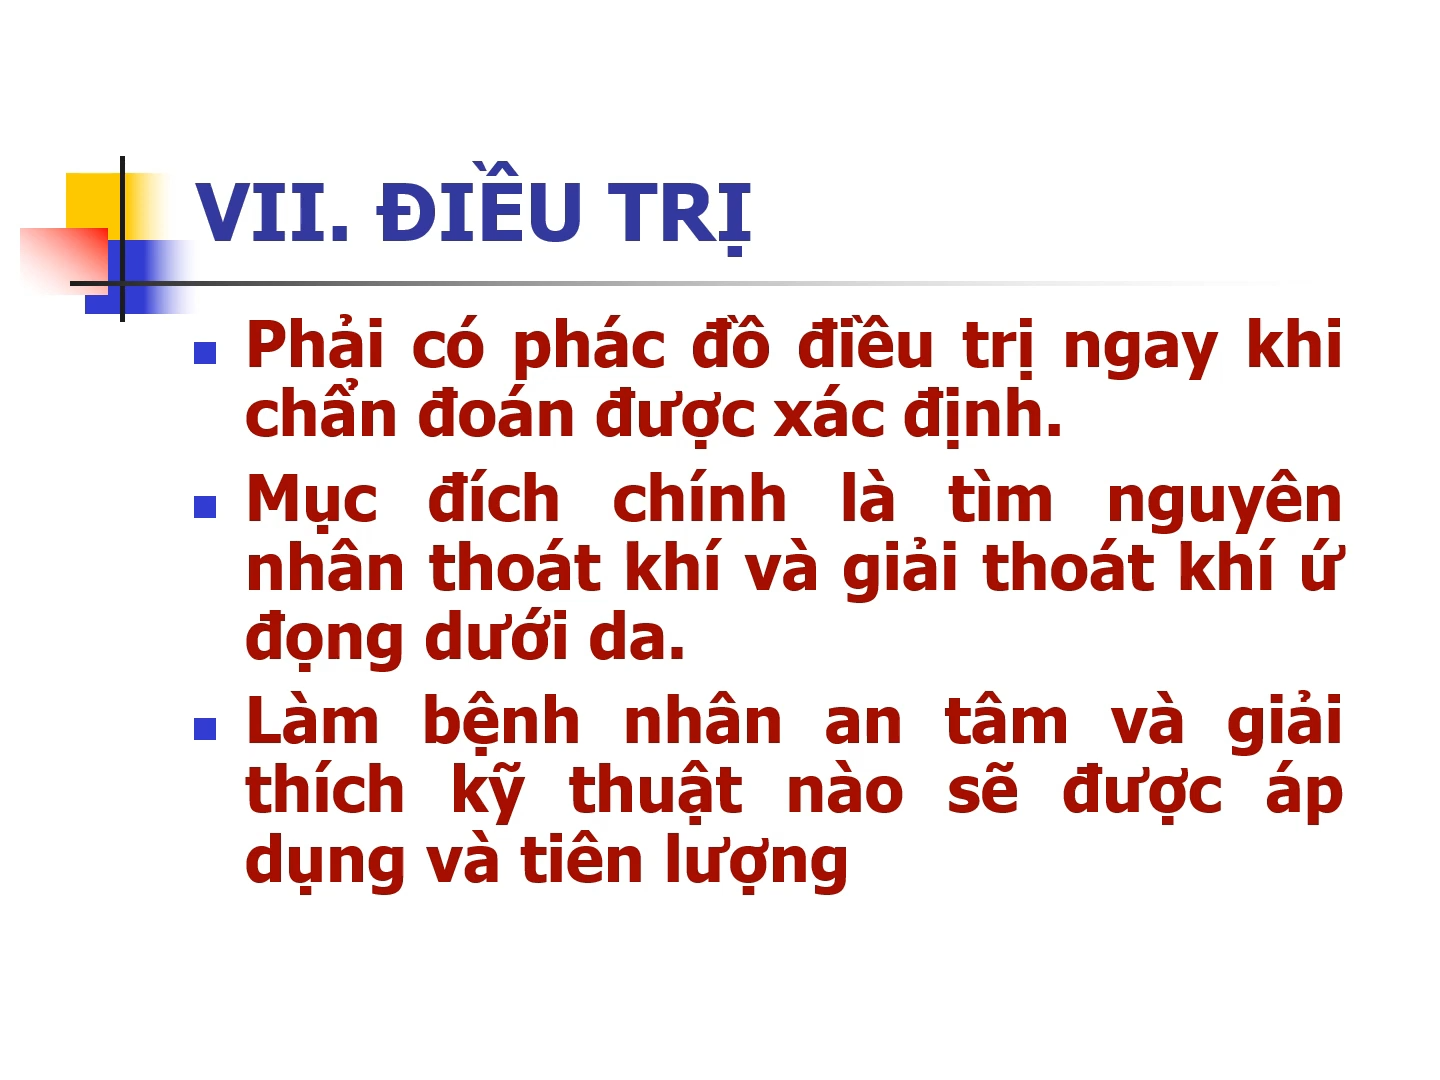 VII. ĐIỀU TRỊ
Phải có phác đồ điều trị ngay khi
chẩn đoán được xác định.
Mục đích chính là tìm nguyên
nhân thoát khí và giải thoát khí ứ
đọng dưới da.
Làm bệnh nhân an tâm và giải
thích kỹ thuật nào sẽ được áp
dụng và tiên lượng